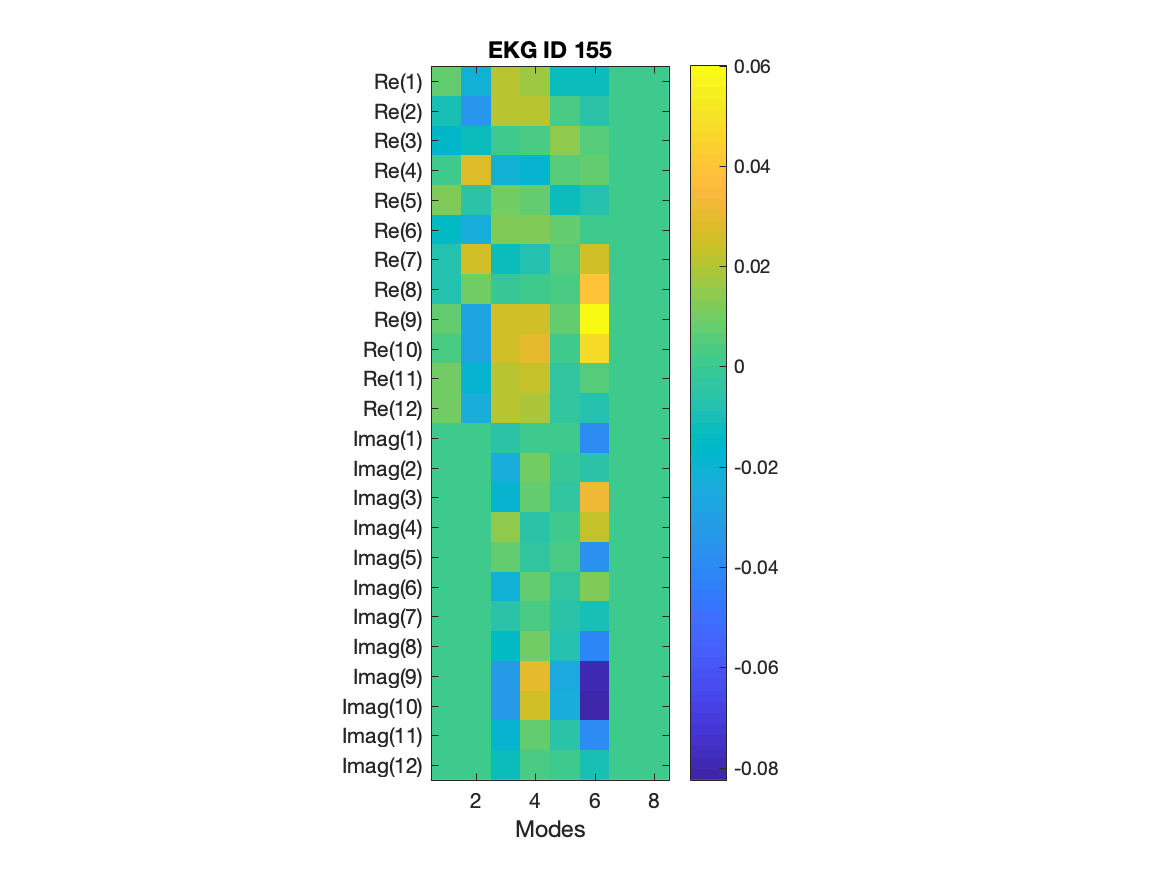 EKG ID 155
Re(1)
Re(2)
Re(3)
Re(4)
Re(5)
Re(6)
Re(7)
Re(8)
Re(9)
Re(10)
Re(11)
Re(12)
Imag(1)
Imag(2)
Imag(3)
Imag(4)
Imag(5)
Imag(6)
Imag(7)
Imag(8)
Imag(9)
Imag(10)
Imag(11)
Imag(12)
2 4 6 8
Modes
0.06
0.04
0.02
0
-0.02
-0.04
-0.06
-0.08